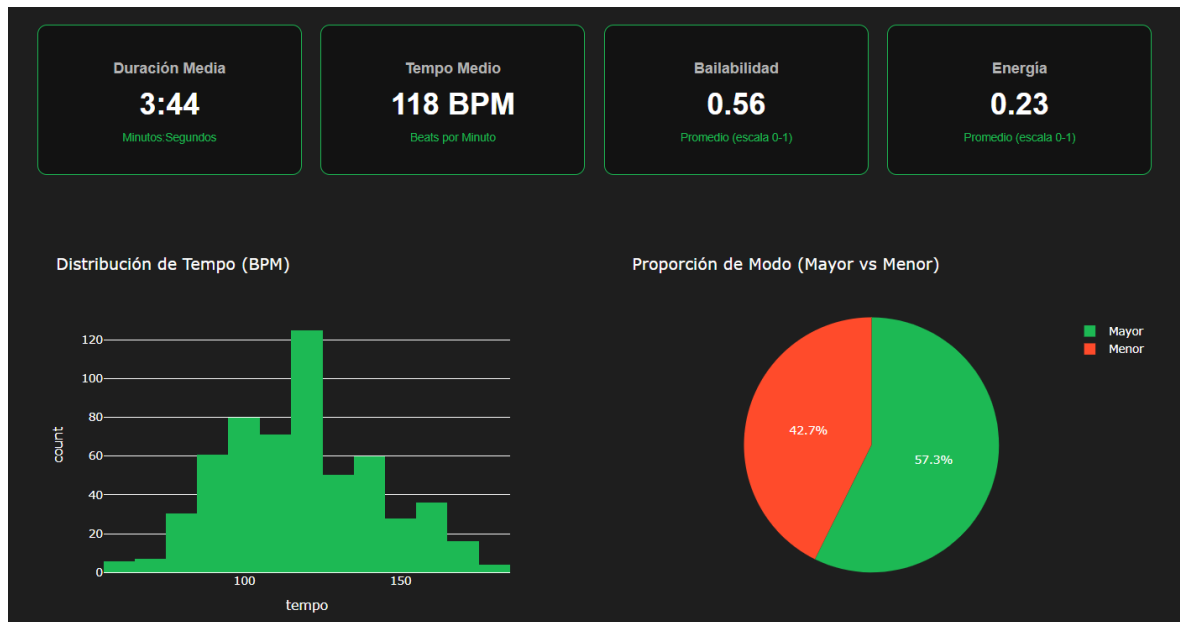 Duración Media
3:44
Minutos:Segundos
Tempo Medio
118 BPM
Beats por Minuto
Bailabilidad
0.56
Promedio (escala 0-1)
Energía
0.23
Promedio (escala 0-1)
Distribución de Tempo (BPM)
120
100
80
60
40
20
0
count
100
150
tempo
Proporción de Modo (Mayor vs Menor)
42.7%
57.3%
Mayor
Menor